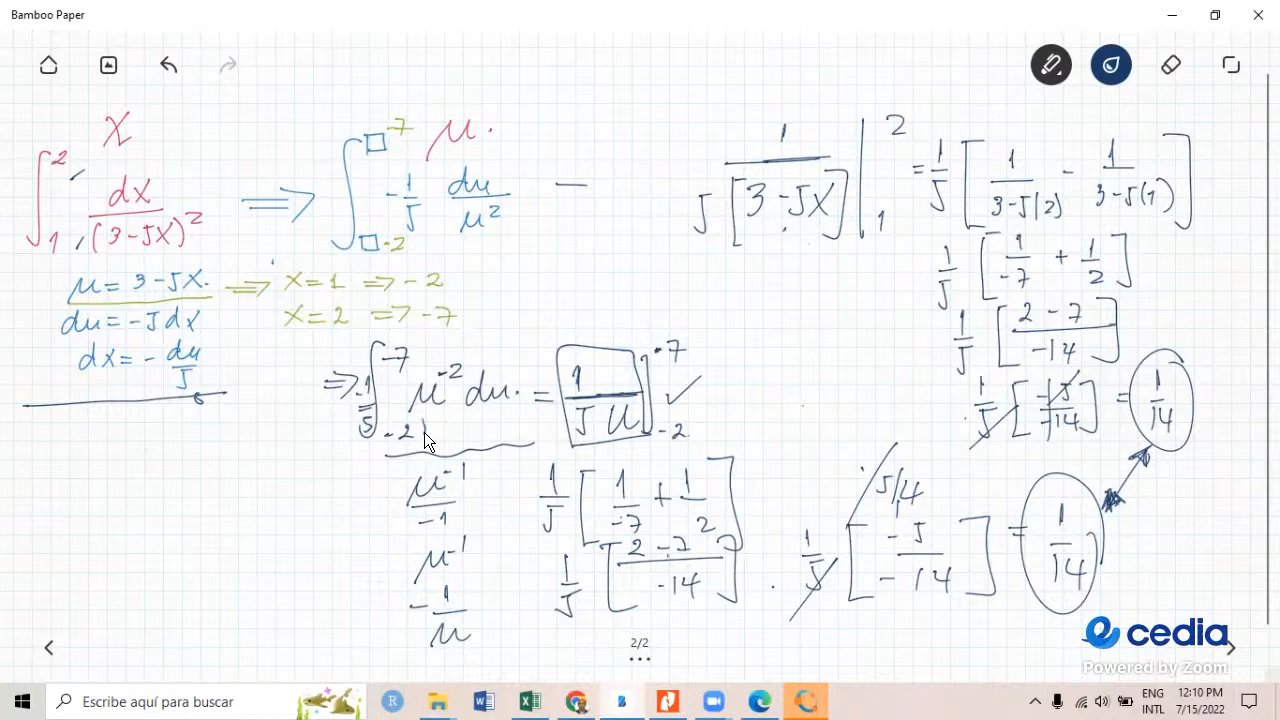 Bamboo Paper
x
∫₁² dx/(3-5x)² ⟹ ∫₋₂⁻⁷ -1/5 du/μ² -
μ.
μ = 3-5x. ⟹ x=1 ⟹ -2
du = -5dx x=2 ⟹ -7
dx = -du/5
⟹ -1/5 ∫₋₂⁻⁷ μ⁻² du. = 1/5u ]₋₂⁻⁷ ✓
μ⁻¹/-1
μ⁻¹
-1/μ
1/5 [1/-7 + 1/2]
1/5 [2-7/-14] . 1/5 [-5/-14] = 1/14
5/14
1/5[3-5x] |₁² = 1/5 [1/3-5(2) - 1/3-5(1)]
1/5 [1/-7 + 1/2]
1/5 [2-7/-14]
1/5 [-5/-14] = 1/14
2/2
cedia
Powered by Zoom
Escribe aquí para buscar
ENG
INTL
12:10 PM
7/15/2022